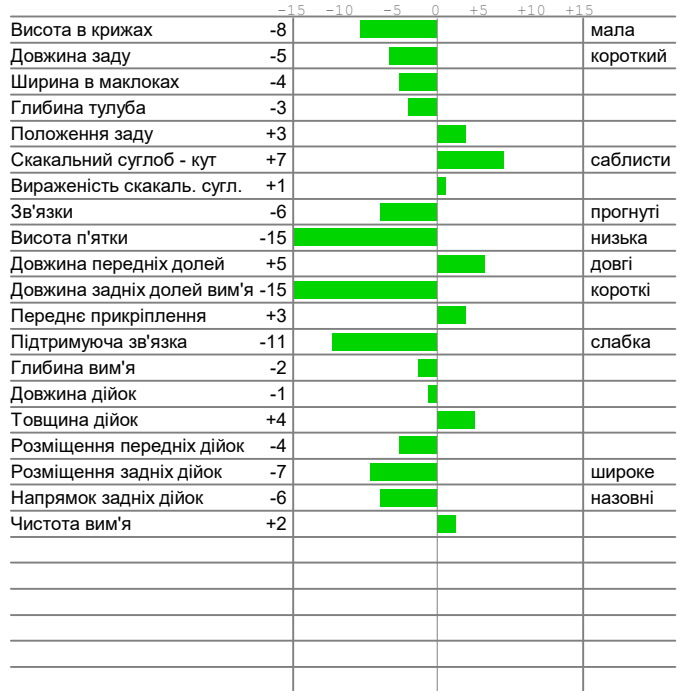 -15 -10 -5 0 +5 +10 +15
Висота в крижах -8 мала
Довжина заду -5 короткий
Ширина в маклоках -4
Глибина тулуба -3
Положення заду +3
Скакальний суглоб - кут +7 саблисти
Вираженість скакаль. сугл. +1
Зв'язки -6 прогнуті
Висота п'ятки -15 низька
Довжина передніх долей +5 довгі
Довжина задніх долей вим'я -15 короткі
Переднє прикріплення +3
Підтримуюча зв'язка -11 слабка
Глибина вим'я -2
Довжина дійок -1
Товщина дійок +4
Розміщення передніх дійок -4
Розміщення задніх дійок -7 широке
Напрямок задніх дійок -6 назовні
Чистота вим'я +2